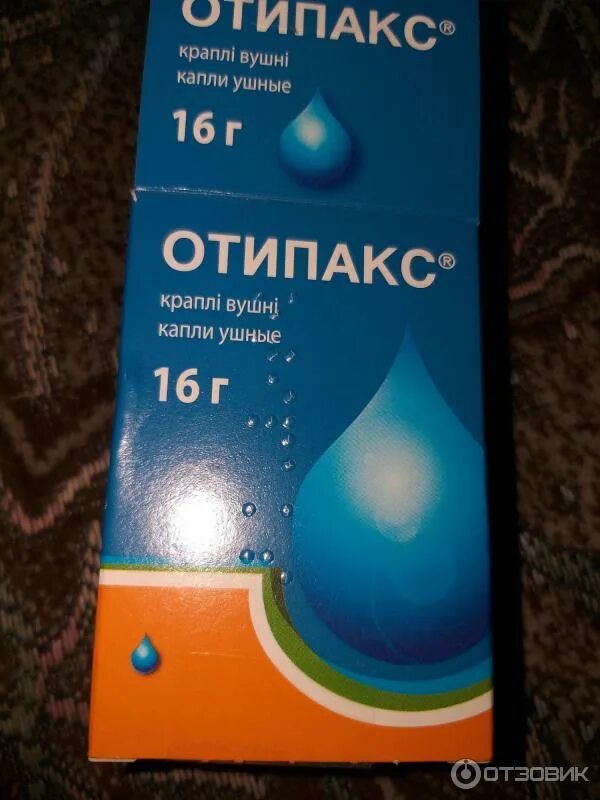 ОТИПАКС®
краплі вушні
капли ушные
16 г
ОТИПАКС®
краплі вушні
капли ушные
16 г
ОТЗОВИК